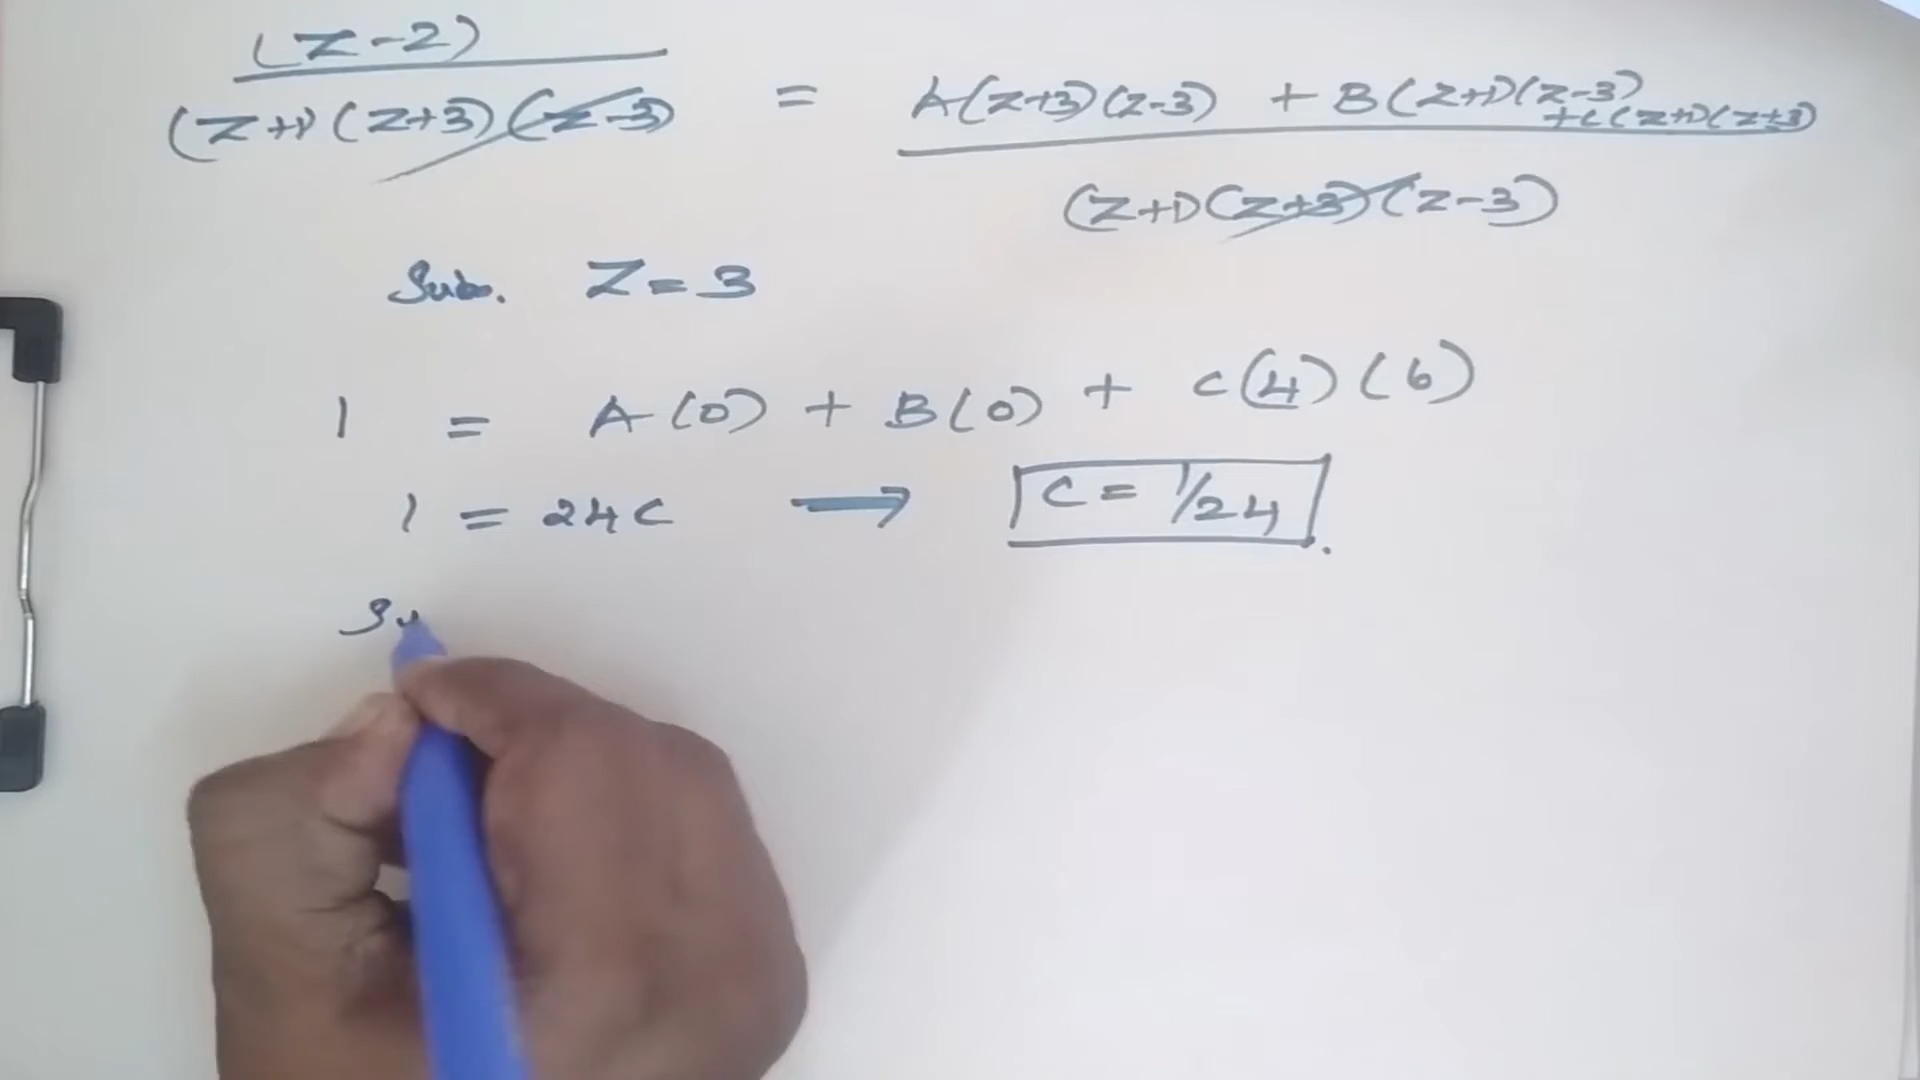 (Z-2)
(Z+1)(Z+3)(Z-3) = A(Z+3)(Z-3) + B(Z+1)(Z-3)
+C(Z+1)(Z+3)
(Z+1)(Z+3)(Z-3)
Sub. Z=3
1 = A(0) + B(0) + C(4)(6)
1 = 24C → C = 1/24.
Su